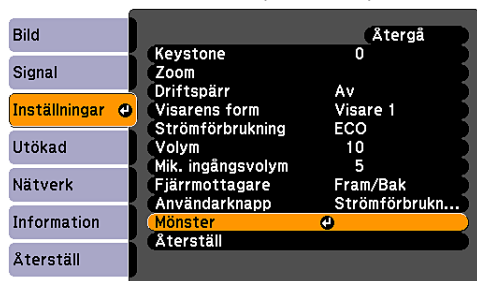 Bild
Signal
Inställningar
Utökad
Nätverk
Information
Återställ
Återgå
Keystone 0
Zoom
Driftspärr Av
Visarens form Visare 1
Strömförbrukning ECO
Volym 10
Mik. ingångsvolym 5
Fjärrmottagare Fram/Bak
Användarknapp Strömförbrukn...
Mönster
Återställ